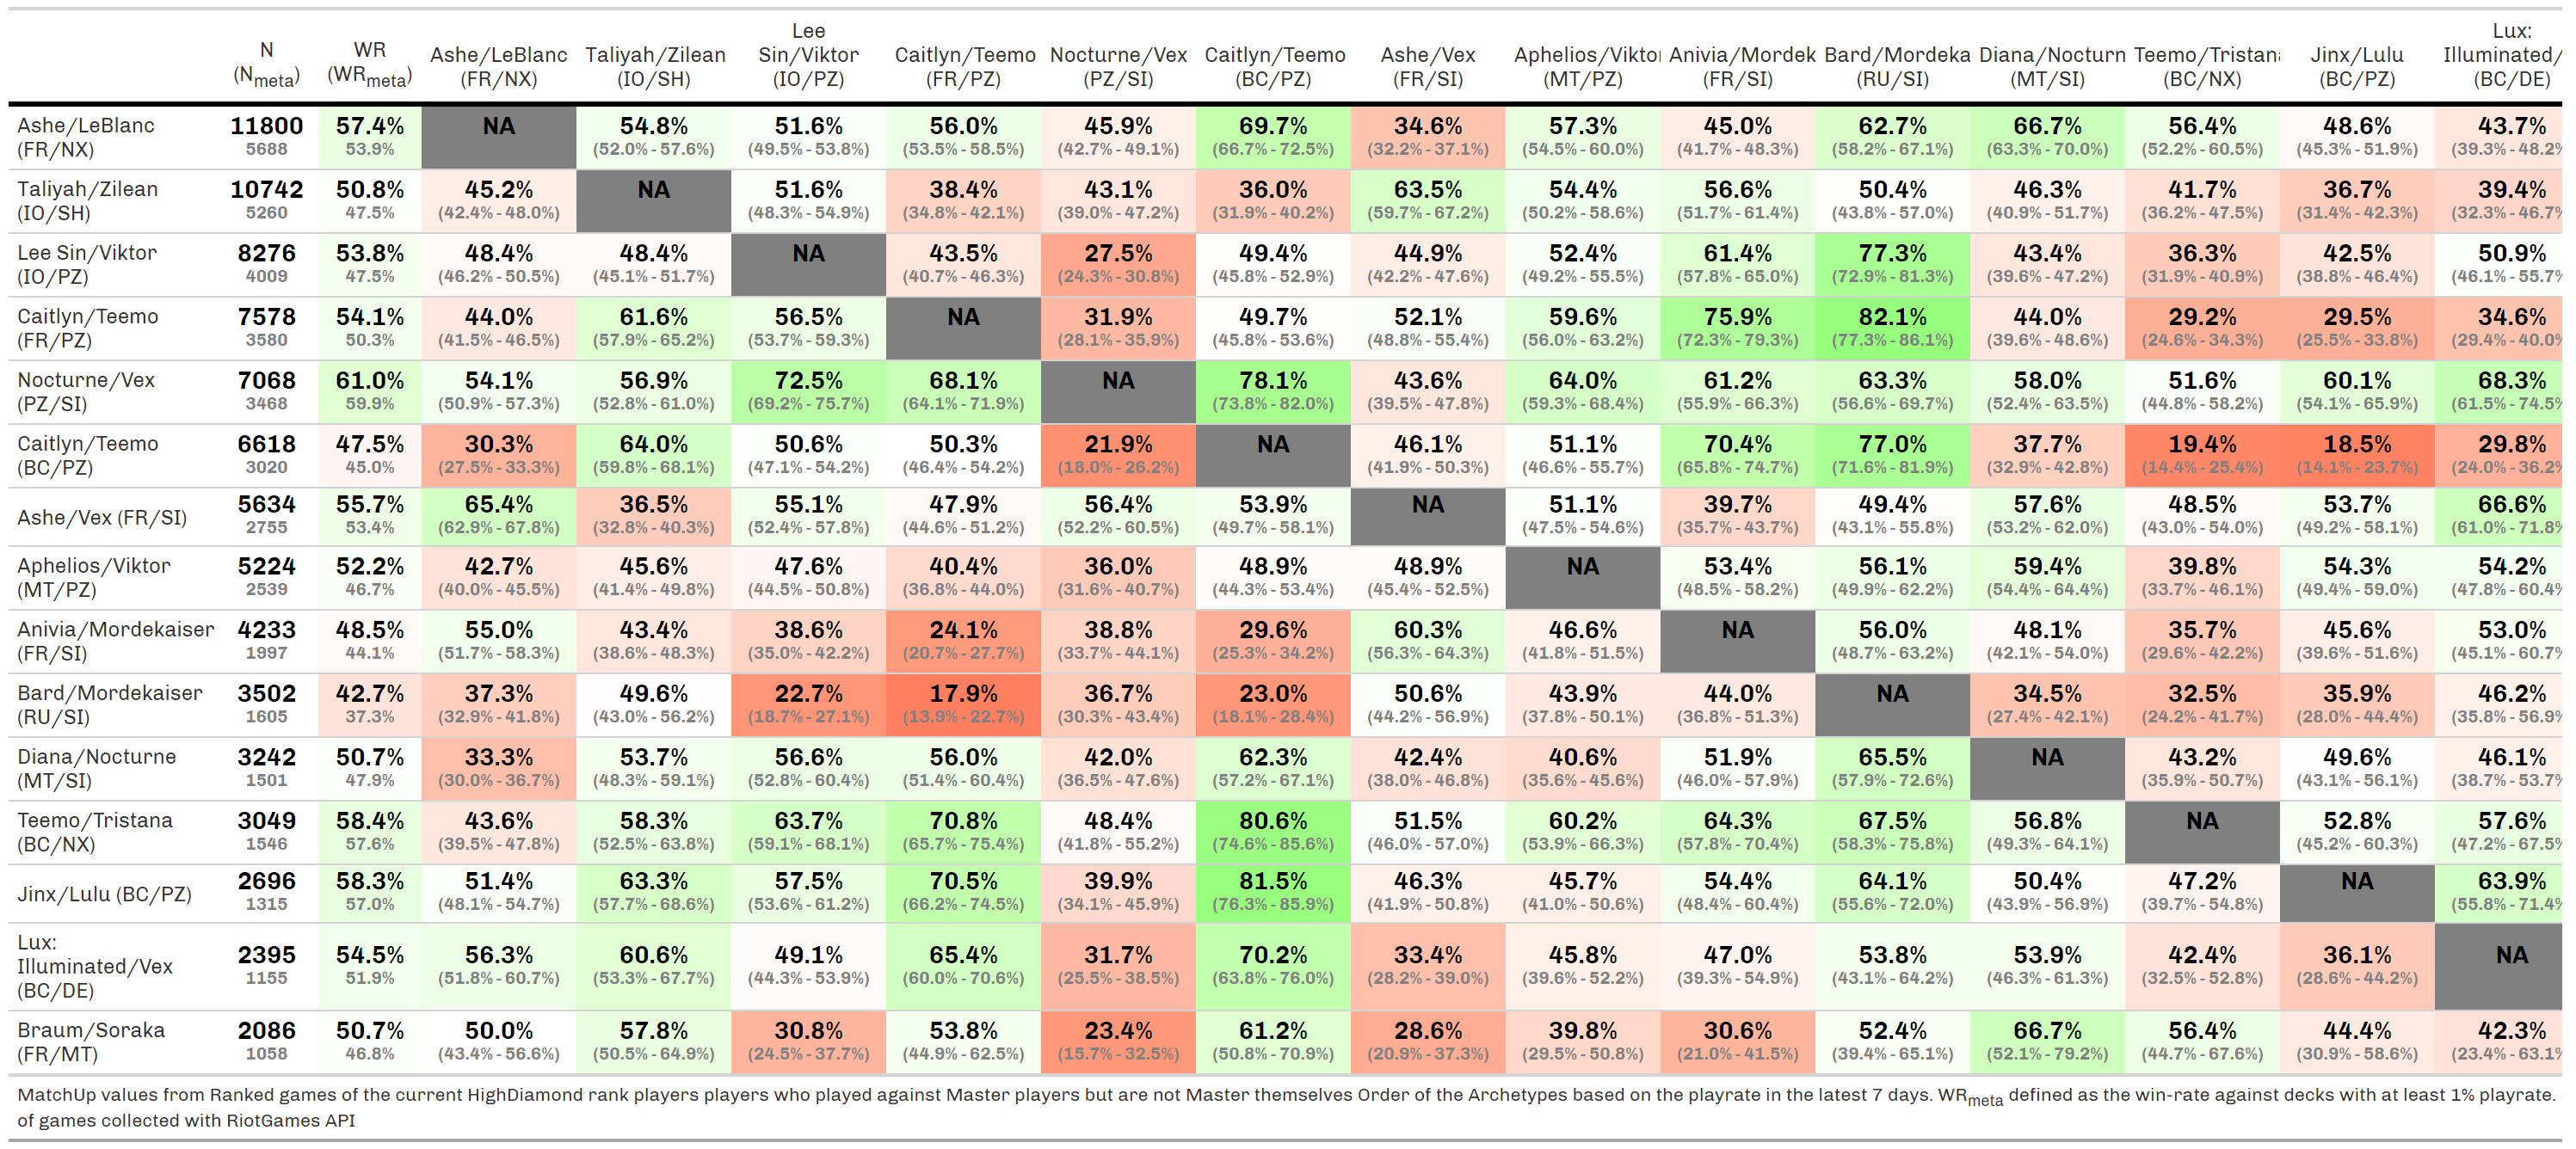 N (Nmeta) WR (WRmeta) Ashe/LeBlanc (FR/NX) Taliyah/Zilean (IO/SH) Lee Sin/Viktor (IO/PZ) Caitlyn/Teemo (FR/PZ) Nocturne/Vex (PZ/SI) Caitlyn/Teemo (BC/PZ) Ashe/Vex (FR/SI) Aphelios/Viktor (MT/PZ) Anivia/Mordek (FR/SI) Bard/Mordeka (RU/SI) Diana/Nocturn (MT/SI) Teemo/Tristana (BC/NX) Jinx/Lulu (BC/PZ) Lux: Illuminated/ (BC/DE)
Ashe/LeBlanc 11800 57.4% NA 54.8% 51.6% 56.0% 45.9% 69.7% 34.6% 57.3% 45.0% 62.7% 66.7% 56.4% 48.6% 43.7%
(FR/NX) 5688 53.9% (52.0% - 57.6%) (49.5% - 53.8%) (53.5% - 58.5%) (42.7% - 49.1%) (66.7% - 72.5%) (32.2% - 37.1%) (54.5% - 60.0%) (41.7% - 48.3%) (58.2% - 67.1%) (63.3% - 70.0%) (52.2% - 60.5%) (45.3% - 51.9%) (39.3% - 48.2%
Taliyah/Zilean 10742 50.8% 45.2% NA 51.6% 38.4% 43.1% 36.0% 63.5% 54.4% 56.6% 50.4% 46.3% 41.7% 36.7% 39.4%
(IO/SH) 5260 47.5% (42.4% - 48.0%) (48.3% - 54.9%) (34.8% - 42.1%) (39.0% - 47.2%) (31.9% - 40.2%) (59.7% - 67.2%) (50.2% - 58.6%) (51.7% - 61.4%) (43.8% - 57.0%) (40.9% - 51.7%) (36.2% - 47.5%) (31.4% - 42.3%) (32.3% - 46.7%
Lee Sin/Viktor 8276 53.8% 48.4% 48.4% NA 43.5% 27.5% 49.4% 44.9% 52.4% 61.4% 77.3% 43.4% 36.3% 42.5% 50.9%
(IO/PZ) 4009 47.5% (46.2% - 50.5%) (45.1% - 51.7%) (40.7% - 46.3%) (24.3% - 30.8%) (45.8% - 52.9%) (42.2% - 47.6%) (49.2% - 55.5%) (57.8% - 65.0%) (72.9% - 81.3%) (39.6% - 47.2%) (31.9% - 40.9%) (38.8% - 46.4%) (46.1% - 55.7%
Caitlyn/Teemo 7578 54.1% 44.0% 61.6% 56.5% NA 31.9% 49.7% 52.1% 59.6% 75.9% 82.1% 44.0% 29.2% 29.5% 34.6%
(FR/PZ) 3580 50.3% (41.5% - 46.5%) (57.9% - 65.2%) (53.7% - 59.3%) (28.1% - 35.9%) (45.8% - 53.6%) (48.8% - 55.4%) (56.0% - 63.2%) (72.3% - 79.3%) (77.3% - 86.1%) (39.6% - 48.6%) (24.6% - 34.3%) (25.5% - 33.8%) (29.4% - 40.0%
Nocturne/Vex 7068 61.0% 54.1% 56.9% 72.5% 68.1% NA 78.1% 43.6% 64.0% 61.2% 63.3% 58.0% 51.6% 60.1% 68.3%
(PZ/SI) 3468 59.9% (50.9% - 57.3%) (52.8% - 61.0%) (69.2% - 75.7%) (64.1% - 71.9%) (73.8% - 82.0%) (39.5% - 47.8%) (59.3% - 68.4%) (55.9% - 66.3%) (56.6% - 69.7%) (52.4% - 63.5%) (44.8% - 58.2%) (54.1% - 65.9%) (61.5% - 74.5%
Caitlyn/Teemo 6618 47.5% 30.3% 64.0% 50.6% 50.3% 21.9% NA 46.1% 51.1% 70.4% 77.0% 37.7% 19.4% 18.5% 29.8%
(BC/PZ) 3020 45.0% (27.5% - 33.3%) (59.8% - 68.1%) (47.1% - 54.2%) (46.4% - 54.2%) (18.0% - 26.2%) (41.9% - 50.3%) (46.6% - 55.7%) (65.8% - 74.7%) (71.6% - 81.9%) (32.9% - 42.8%) (14.4% - 25.4%) (14.1% - 23.7%) (24.0% - 36.2%
Ashe/Vex (FR/SI) 5634 55.7% 65.4% 36.5% 55.1% 47.9% 56.4% 53.9% NA 51.1% 39.7% 49.4% 57.6% 48.5% 53.7% 66.6%
2755 53.4% (62.9% - 67.8%) (32.8% - 40.3%) (52.4% - 57.8%) (44.6% - 51.2%) (52.2% - 60.5%) (49.7% - 58.1%) (47.5% - 54.6%) (35.7% - 43.7%) (43.1% - 55.8%) (53.2% - 62.0%) (43.0% - 54.0%) (49.2% - 58.1%) (61.0% - 71.8%
Aphelios/Viktor 5224 52.2% 42.7% 45.6% 47.6% 40.4% 36.0% 48.9% 48.9% NA 53.4% 56.1% 59.4% 39.8% 54.3% 54.2%
(MT/PZ) 2539 46.7% (40.0% - 45.5%) (41.4% - 49.8%) (44.5% - 50.8%) (36.8% - 44.0%) (31.6% - 40.7%) (44.3% - 53.4%) (45.4% - 52.5%) (48.5% - 58.2%) (49.9% - 62.2%) (54.4% - 64.4%) (33.7% - 46.1%) (49.4% - 59.0%) (47.8% - 60.4%
Anivia/Mordekaiser 4233 48.5% 55.0% 43.4% 38.6% 24.1% 38.8% 29.6% 60.3% 46.6% NA 56.0% 48.1% 35.7% 45.6% 53.0%
(FR/SI) 1997 44.1% (51.7% - 58.3%) (38.6% - 48.3%) (35.0% - 42.2%) (20.7% - 27.7%) (33.7% - 44.1%) (25.3% - 34.2%) (56.3% - 64.3%) (41.8% - 51.5%) (48.7% - 63.2%) (42.1% - 54.0%) (29.6% - 42.2%) (39.6% - 51.6%) (45.1% - 60.7%
Bard/Mordekaiser 3502 42.7% 37.3% 49.6% 22.7% 17.9% 36.7% 23.0% 50.6% 43.9% 44.0% NA 34.5% 32.5% 35.9% 46.2%
(RU/SI) 1605 37.3% (32.9% - 41.8%) (43.0% - 56.2%) (18.7% - 27.1%) (13.9% - 22.7%) (30.3% - 43.4%) (18.1% - 28.4%) (44.2% - 56.9%) (37.8% - 50.1%) (36.8% - 51.3%) (27.4% - 42.1%) (24.2% - 41.7%) (28.0% - 44.4%) (35.8% - 56.9%
Diana/Nocturne 3242 50.7% 33.3% 53.7% 56.6% 56.0% 42.0% 62.3% 42.4% 40.6% 51.9% 65.5% NA 43.2% 49.6% 46.1%
(MT/SI) 1501 47.9% (30.0% - 36.7%) (48.3% - 59.1%) (52.8% - 60.4%) (51.4% - 60.4%) (36.5% - 47.6%) (57.2% - 67.1%) (38.0% - 46.8%) (35.6% - 45.6%) (46.0% - 57.9%) (57.9% - 72.6%) (35.9% - 50.7%) (43.1% - 56.1%) (38.7% - 53.7%
Teemo/Tristana 3049 58.4% 43.6% 58.3% 63.7% 70.8% 48.4% 80.6% 51.5% 60.2% 64.3% 67.5% 56.8% NA 52.8% 57.6%
(BC/NX) 1546 57.6% (39.5% - 47.8%) (52.5% - 63.8%) (59.1% - 68.1%) (65.7% - 75.4%) (41.8% - 55.2%) (74.6% - 85.6%) (46.0% - 57.0%) (53.9% - 66.3%) (57.8% - 70.4%) (58.3% - 75.8%) (49.3% - 64.1%) (45.2% - 60.3%) (47.2% - 67.5%
Jinx/Lulu (BC/PZ) 2696 58.3% 51.4% 63.3% 57.5% 70.5% 39.9% 81.5% 46.3% 45.7% 54.4% 64.1% 50.4% 47.2% NA 63.9%
1315 57.0% (48.1% - 54.7%) (57.7% - 68.6%) (53.6% - 61.2%) (66.2% - 74.5%) (34.1% - 45.9%) (76.3% - 85.9%) (41.9% - 50.8%) (41.0% - 50.6%) (48.4% - 60.4%) (55.6% - 72.0%) (43.9% - 56.9%) (39.7% - 54.8%) (55.8% - 71.4%
Lux:
Illuminated/Vex 2395 54.5% 56.3% 60.6% 49.1% 65.4% 31.7% 70.2% 33.4% 45.8% 47.0% 53.8% 53.9% 42.4% 36.1% NA
(BC/DE) 1155 51.9% (51.8% - 60.7%) (53.3% - 67.7%) (44.3% - 53.9%) (60.0% - 70.6%) (25.5% - 38.5%) (63.8% - 76.0%) (28.2% - 39.0%) (39.6% - 52.2%) (39.3% - 54.9%) (43.1% - 64.2%) (46.3% - 61.3%) (32.5% - 52.8%) (28.6% - 44.2%)
Braum/Soraka 2086 50.7% 50.0% 57.8% 30.8% 53.8% 23.4% 61.2% 28.6% 39.8% 30.6% 52.4% 66.7% 56.4% 44.4% 42.3%
(FR/MT) 1058 46.8% (43.4% - 56.6%) (50.5% - 64.9%) (24.5% - 37.7%) (44.9% - 62.5%) (15.7% - 32.5%) (50.8% - 70.9%) (20.9% - 37.3%) (29.5% - 50.8%) (21.0% - 41.5%) (39.4% - 65.1%) (52.1% - 79.2%) (44.7% - 67.6%) (30.9% - 58.6%) (23.4% - 63.1%
MatchUp values from Ranked games of the current HighDiamond rank players players who played against Master players but are not Master themselves Order of the Archetypes based on the playrate in the latest 7 days. WRmeta defined as the win-rate against decks with at least 1% playrate.
of games collected with RiotGames API